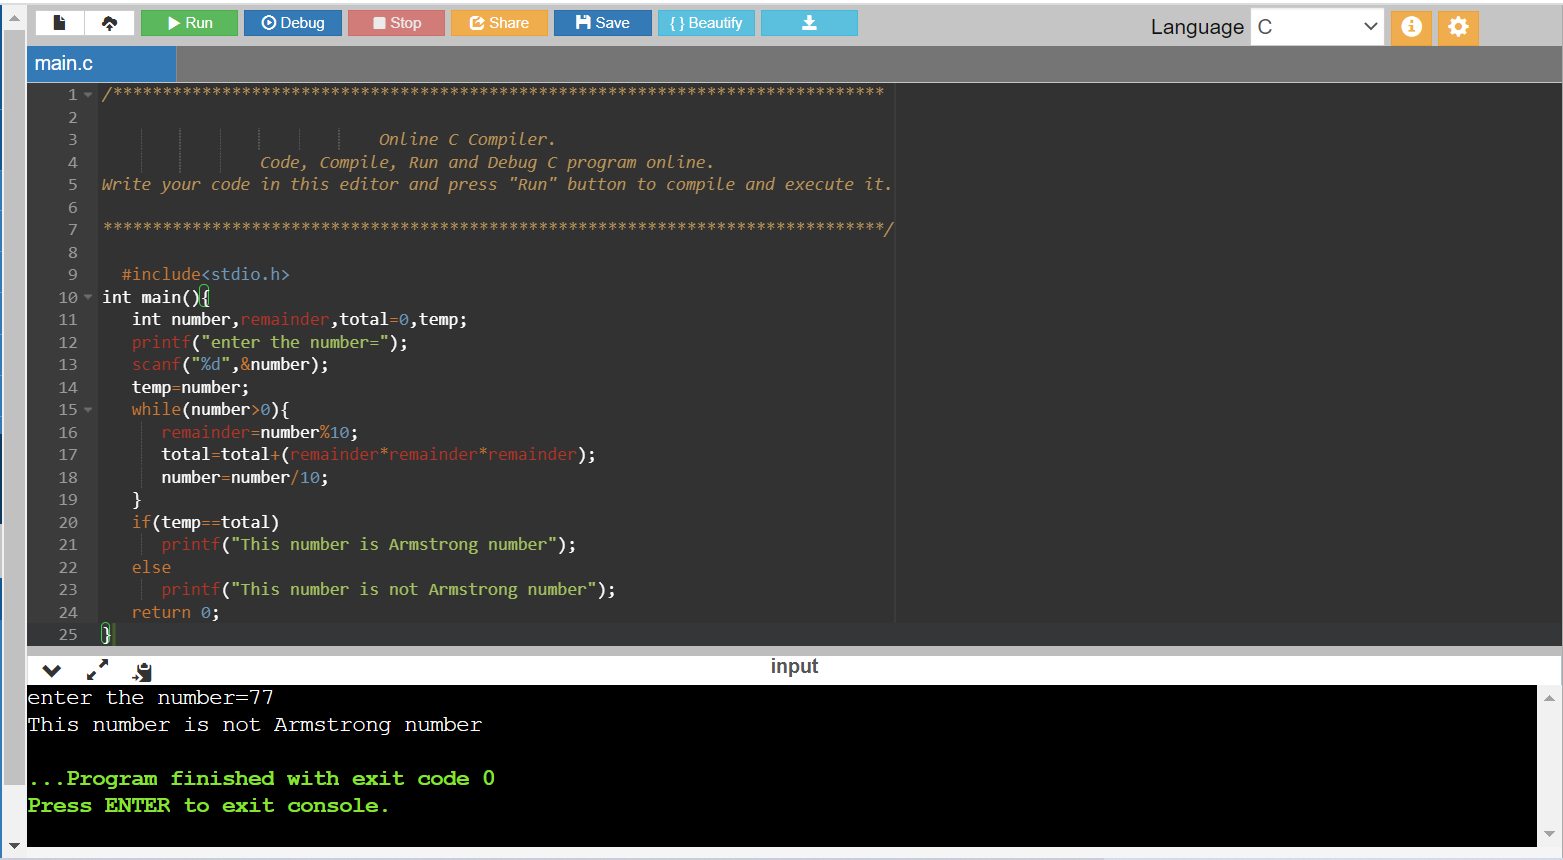 Run Debug Stop Share Save { } Beautify Language C
main.c
1 /******************************************************************************
2
3 Online C Compiler.
4 Code, Compile, Run and Debug C program online.
5 Write your code in this editor and press "Run" button to compile and execute it.
6
7 *******************************************************************************/
8
9 #include<stdio.h>
10 int main(){
11 int number,remainder,total=0,temp;
12 printf("enter the number=");
13 scanf("%d",&number);
14 temp=number;
15 while(number>0){
16 remainder=number%10;
17 total=total+(remainder*remainder*remainder);
18 number=number/10;
19 }
20 if(temp==total)
21 printf("This number is Armstrong number");
22 else
23 printf("This number is not Armstrong number");
24 return 0;
25 }
input
enter the number=77
This number is not Armstrong number
...Program finished with exit code 0
Press ENTER to exit console.